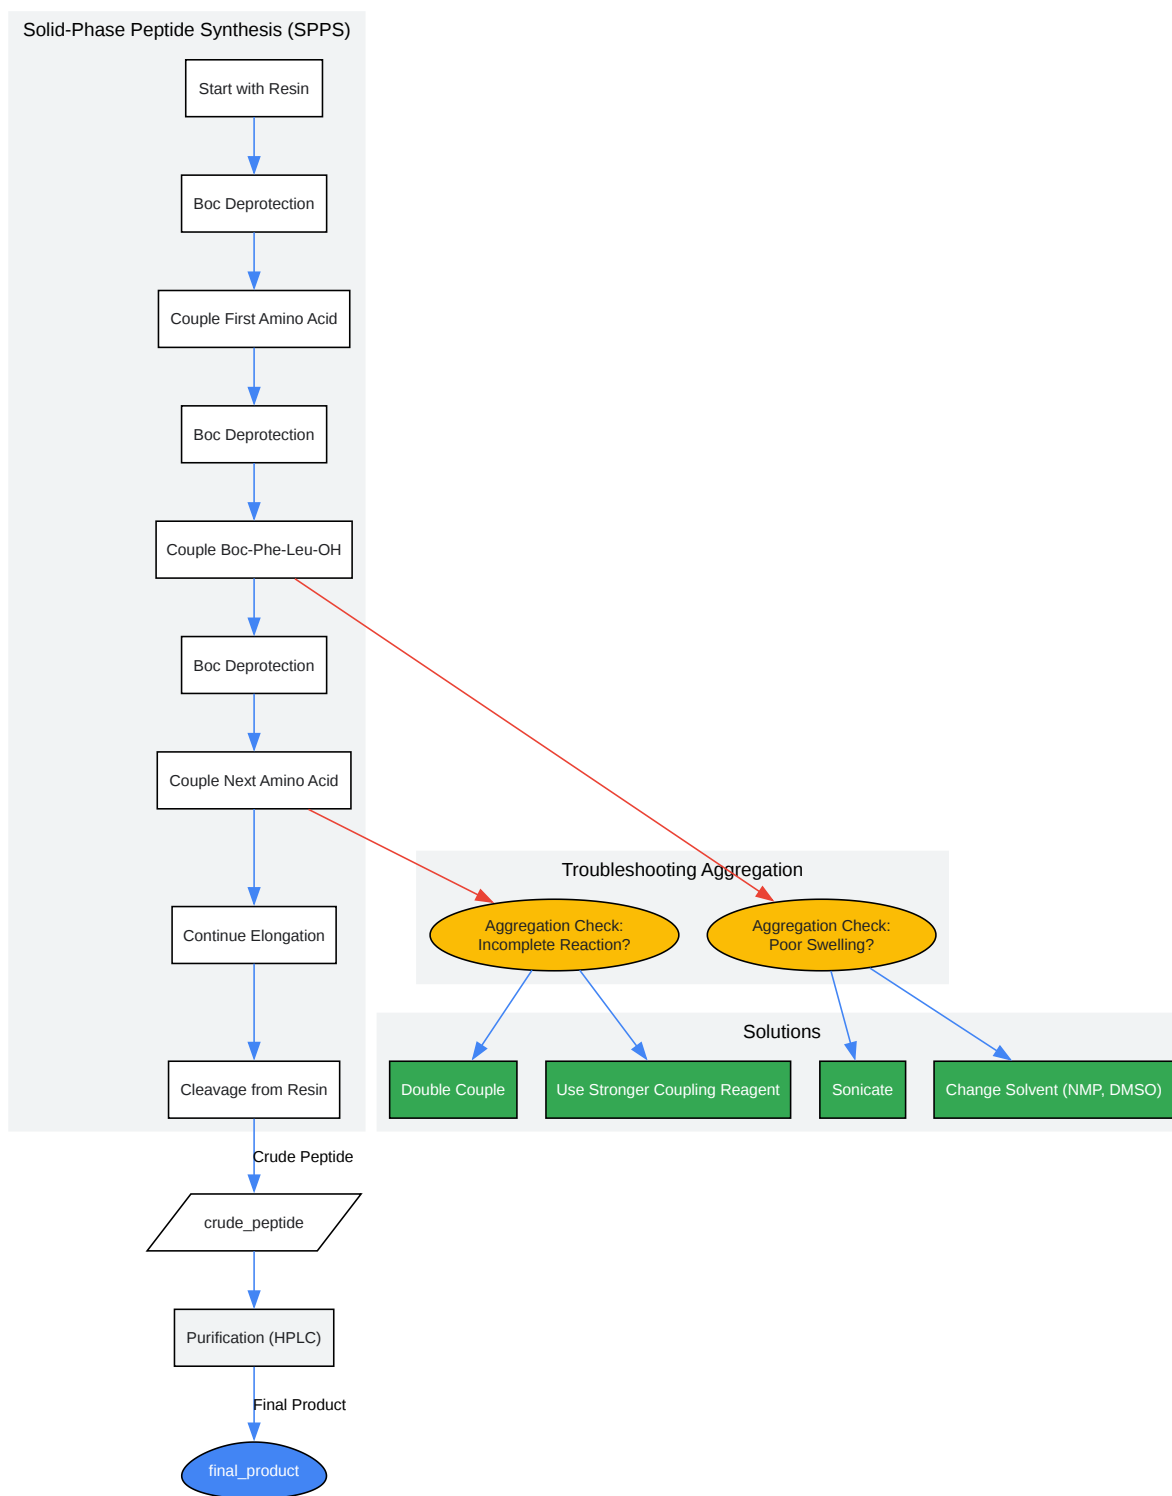 Solid-Phase Peptide Synthesis (SPPS)
Start with Resin
Boc Deprotection
Couple First Amino Acid
Boc Deprotection
Couple Boc-Phe-Leu-OH
Boc Deprotection
Couple Next Amino Acid
Continue Elongation
Cleavage from Resin
Troubleshooting Aggregation
Aggregation Check:
Incomplete Reaction?
Aggregation Check:
Poor Swelling?
Solutions
Double Couple
Use Stronger Coupling Reagent
Sonicate
Change Solvent (NMP, DMSO)
Crude Peptide
crude_peptide
Purification (HPLC)
Final Product
final_product